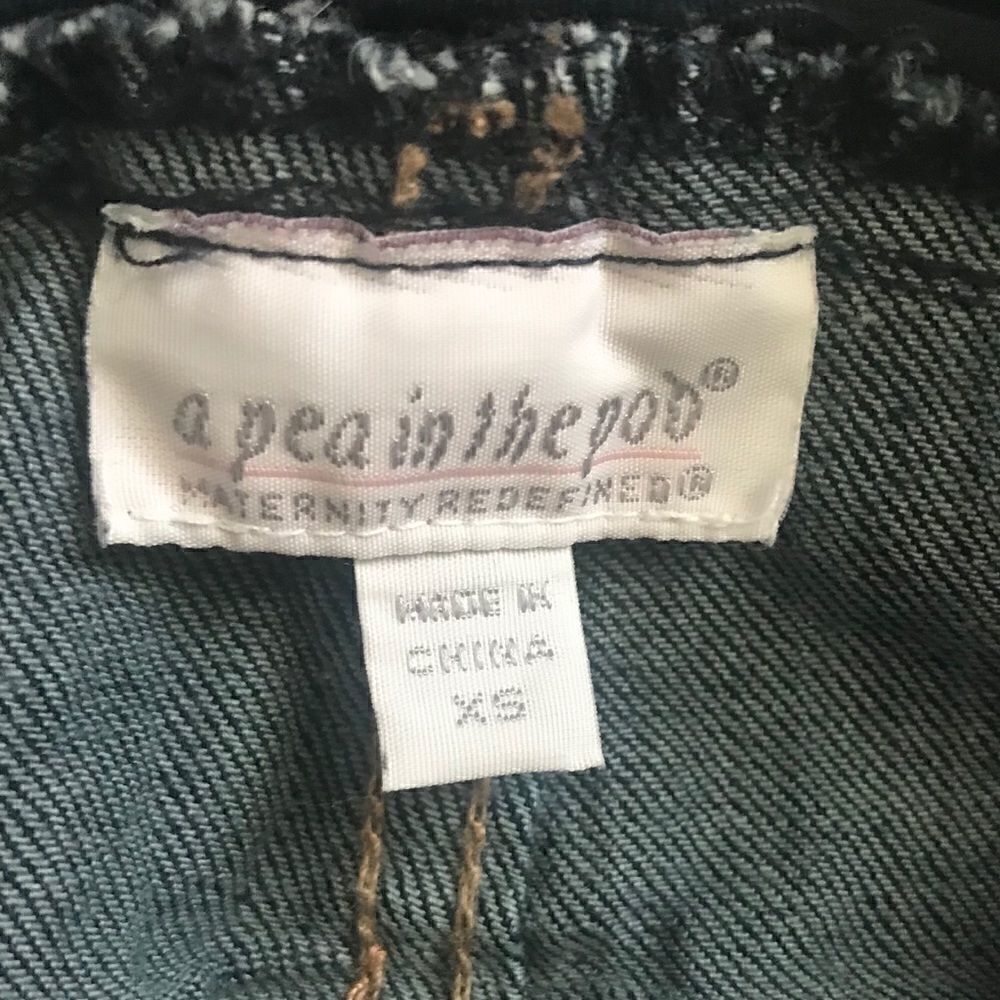 a pea in the pod®
MATERNITY REDEFINED®
MADE IN
CHINA
XS